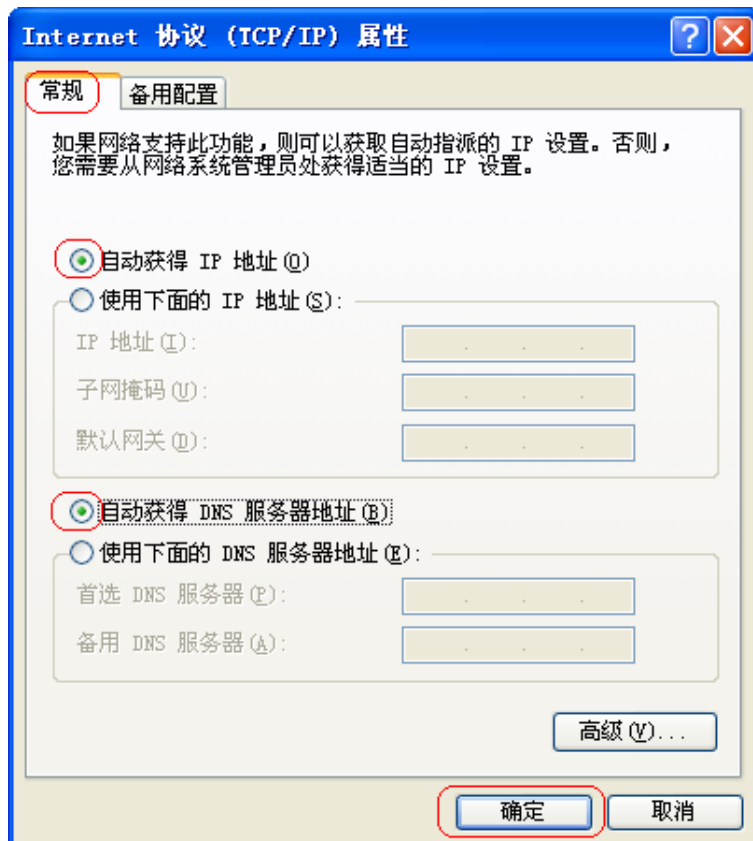 Internet 协议 (TCP/IP) 属性
常规 备用配置
如果网络支持此功能，则可以获取自动指派的 IP 设置。否则，
您需要从网络系统管理员处获得适当的 IP 设置。
自动获得 IP 地址(O)
使用下面的 IP 地址(S):
IP 地址(I):
子网掩码(U):
默认网关(D):
自动获得 DNS 服务器地址(B)
使用下面的 DNS 服务器地址(E):
首选 DNS 服务器(P):
备用 DNS 服务器(A):
高级(V)...
确定 取消